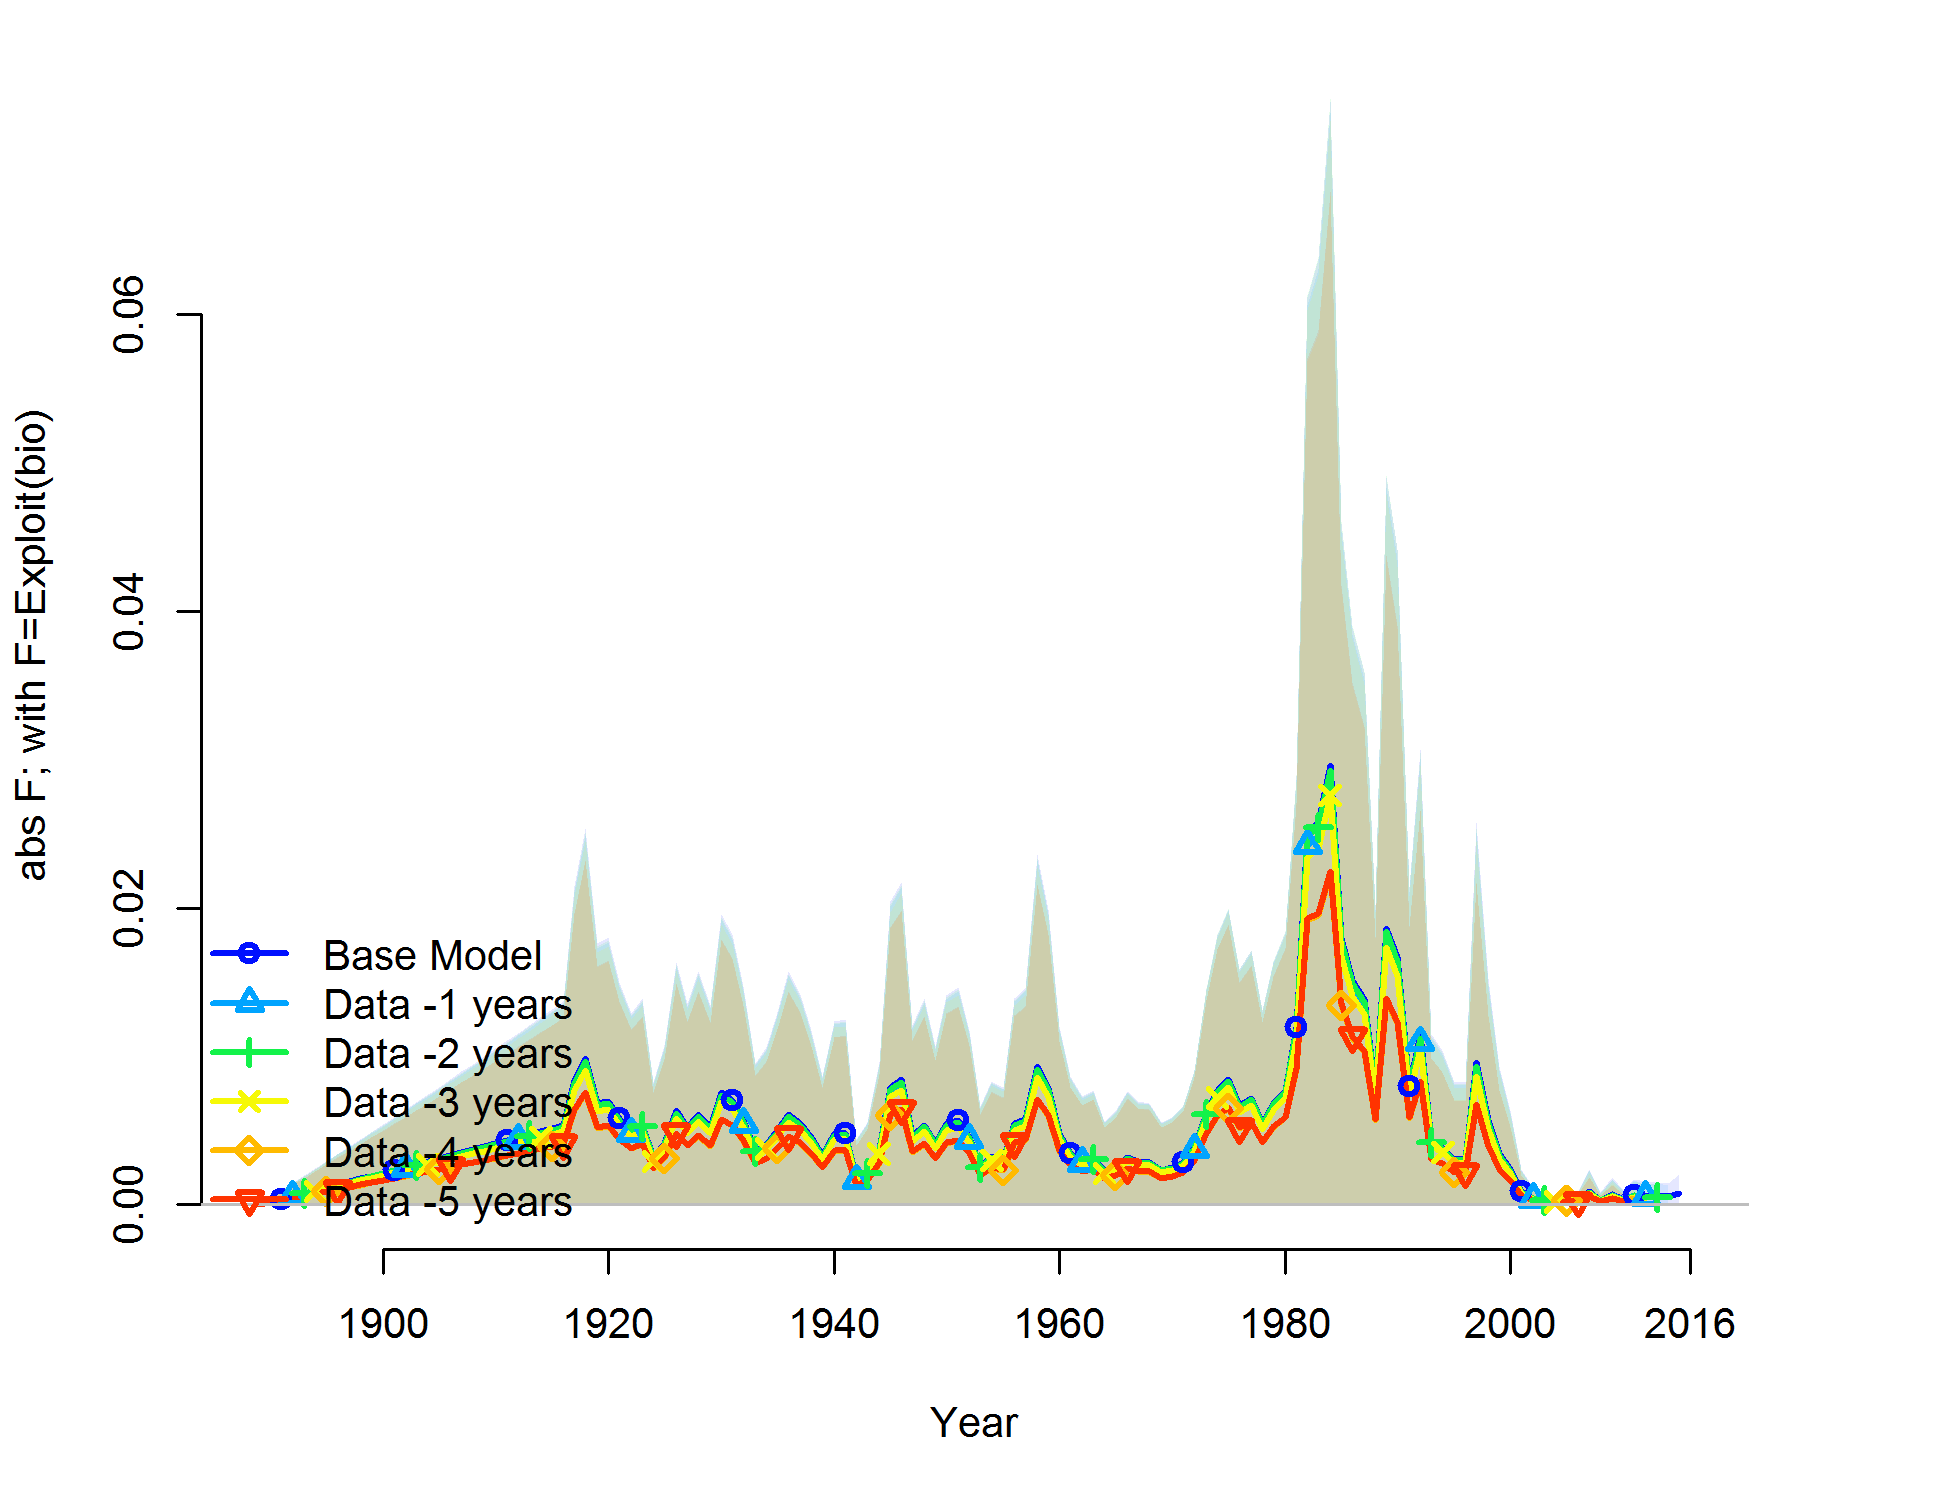 abs F; with F=Exploit(bio)
0.06
0.04
0.02
0.00
Base Model
Data -1 years
Data -2 years
Data -3 years
Data -4 years
Data -5 years
1900 1920 1940 1960 1980 2000 2016
Year